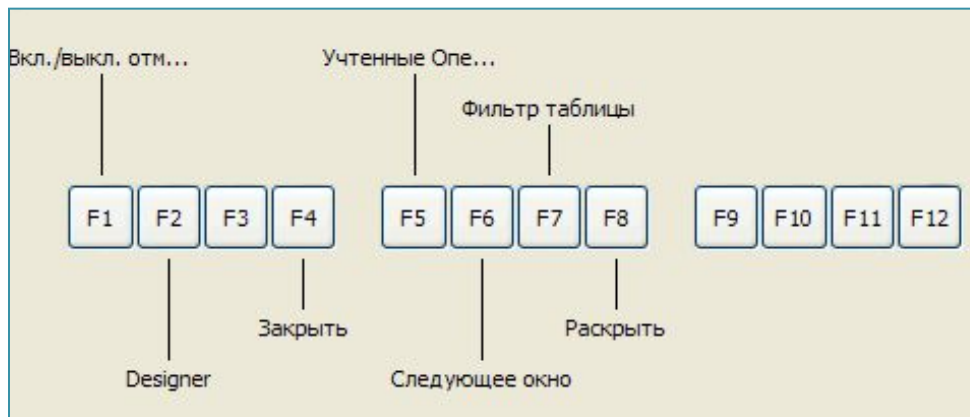 Вкл./выкл. отм... Учтенные Опе...
Фильтр таблицы
F1 F2 F3 F4 F5 F6 F7 F8 F9 F10 F11 F12
Закрыть Раскрыть
Designer Следующее окно